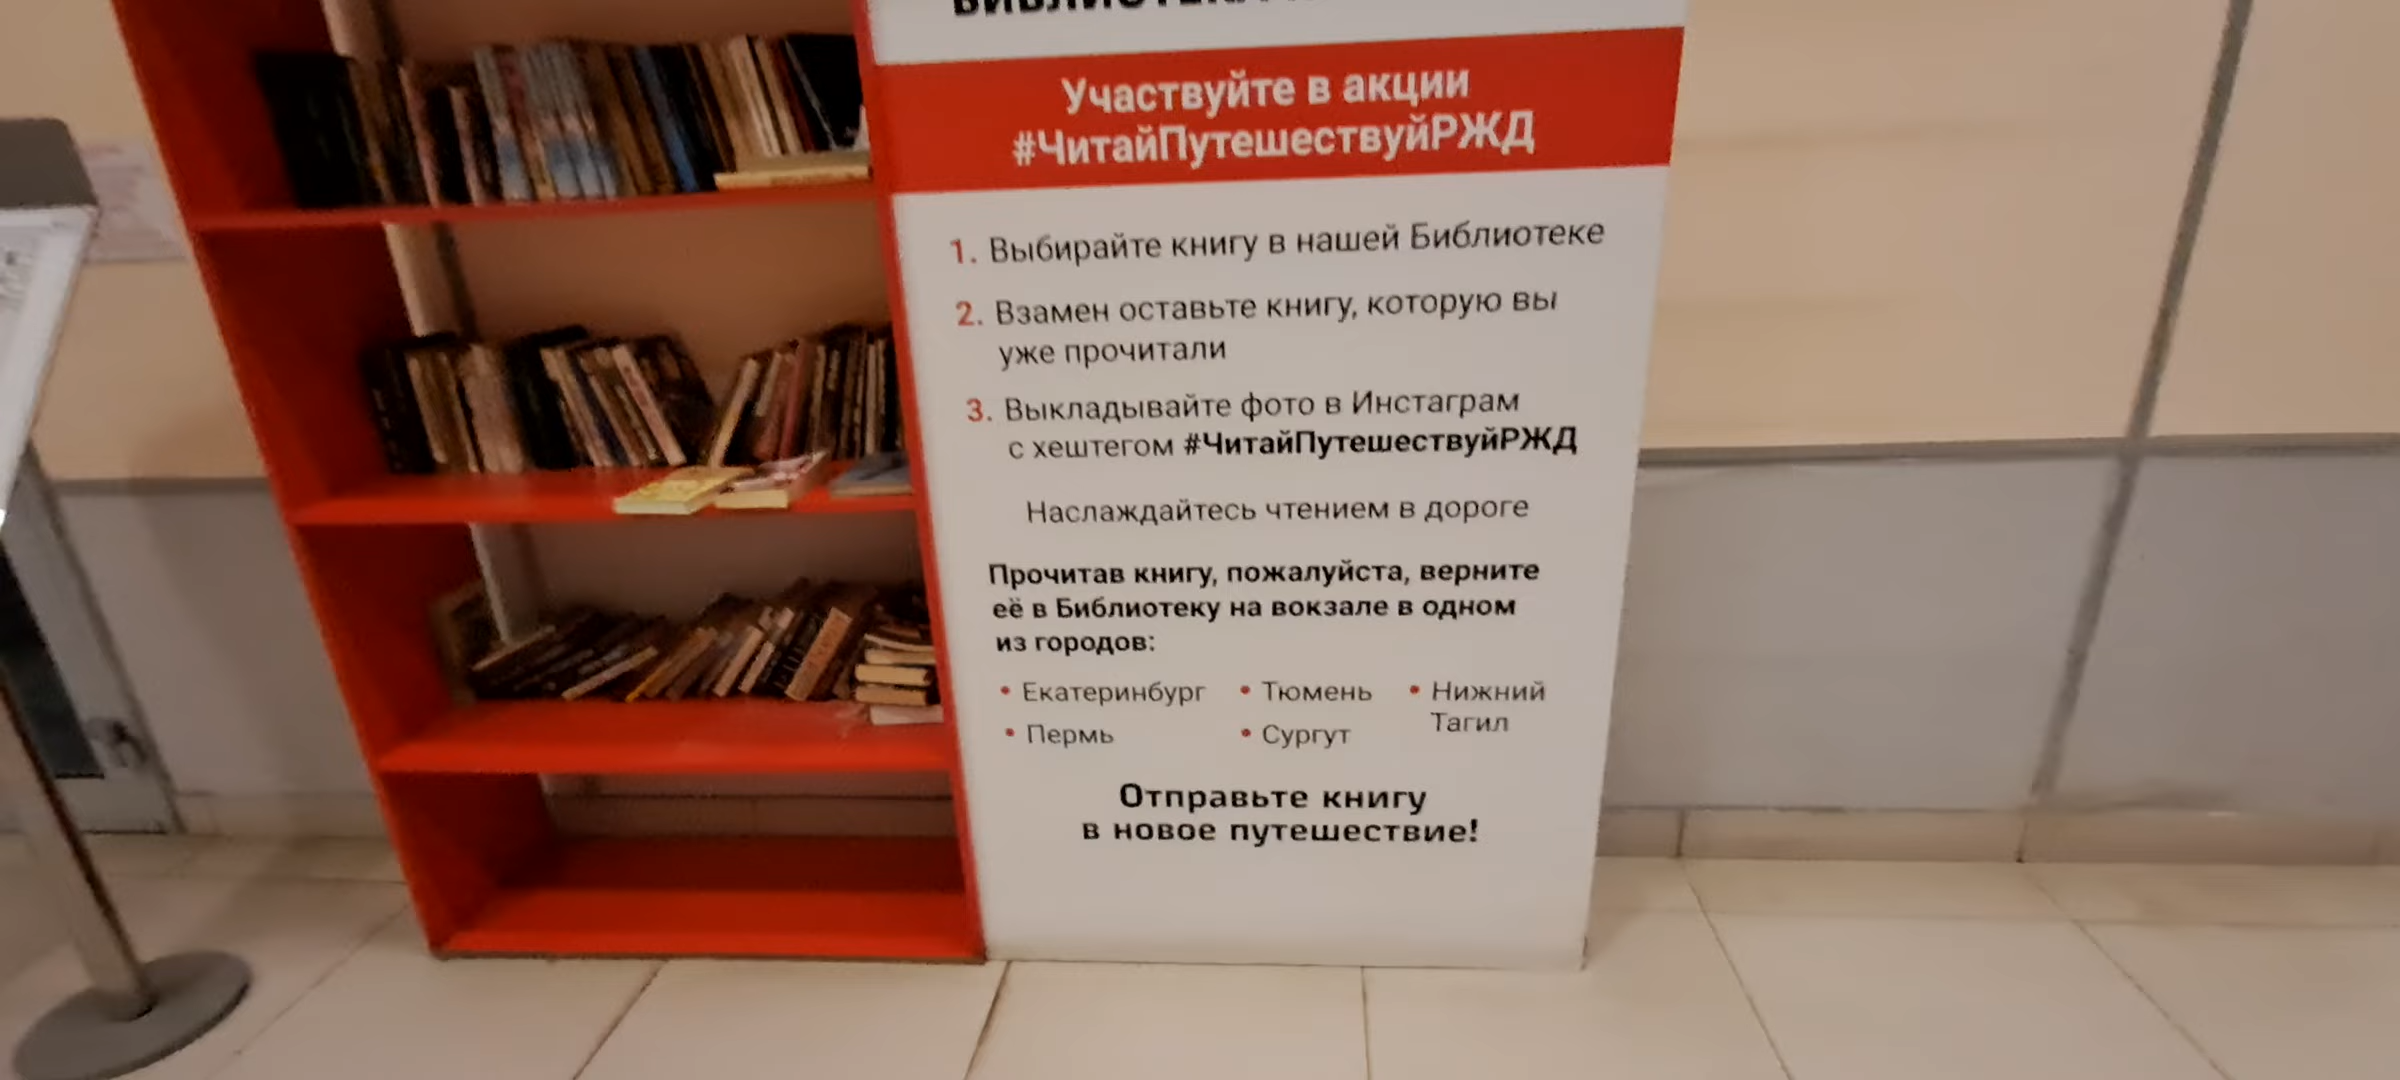 Участвуйте в акции
#ЧитайПутешествуйРЖД
1. Выбирайте книгу в нашей Библиотеке
2. Взамен оставьте книгу, которую вы
уже прочитали
3. Выкладывайте фото в Инстаграм
с хештегом #ЧитайПутешествуйРЖД
Наслаждайтесь чтением в дороге
Прочитав книгу, пожалуйста, верните
её в Библиотеку на вокзале в одном
из городов:
• Екатеринбург
• Пермь
• Тюмень
• Сургут
• Нижний
Тагил
Отправьте книгу
в новое путешествие!